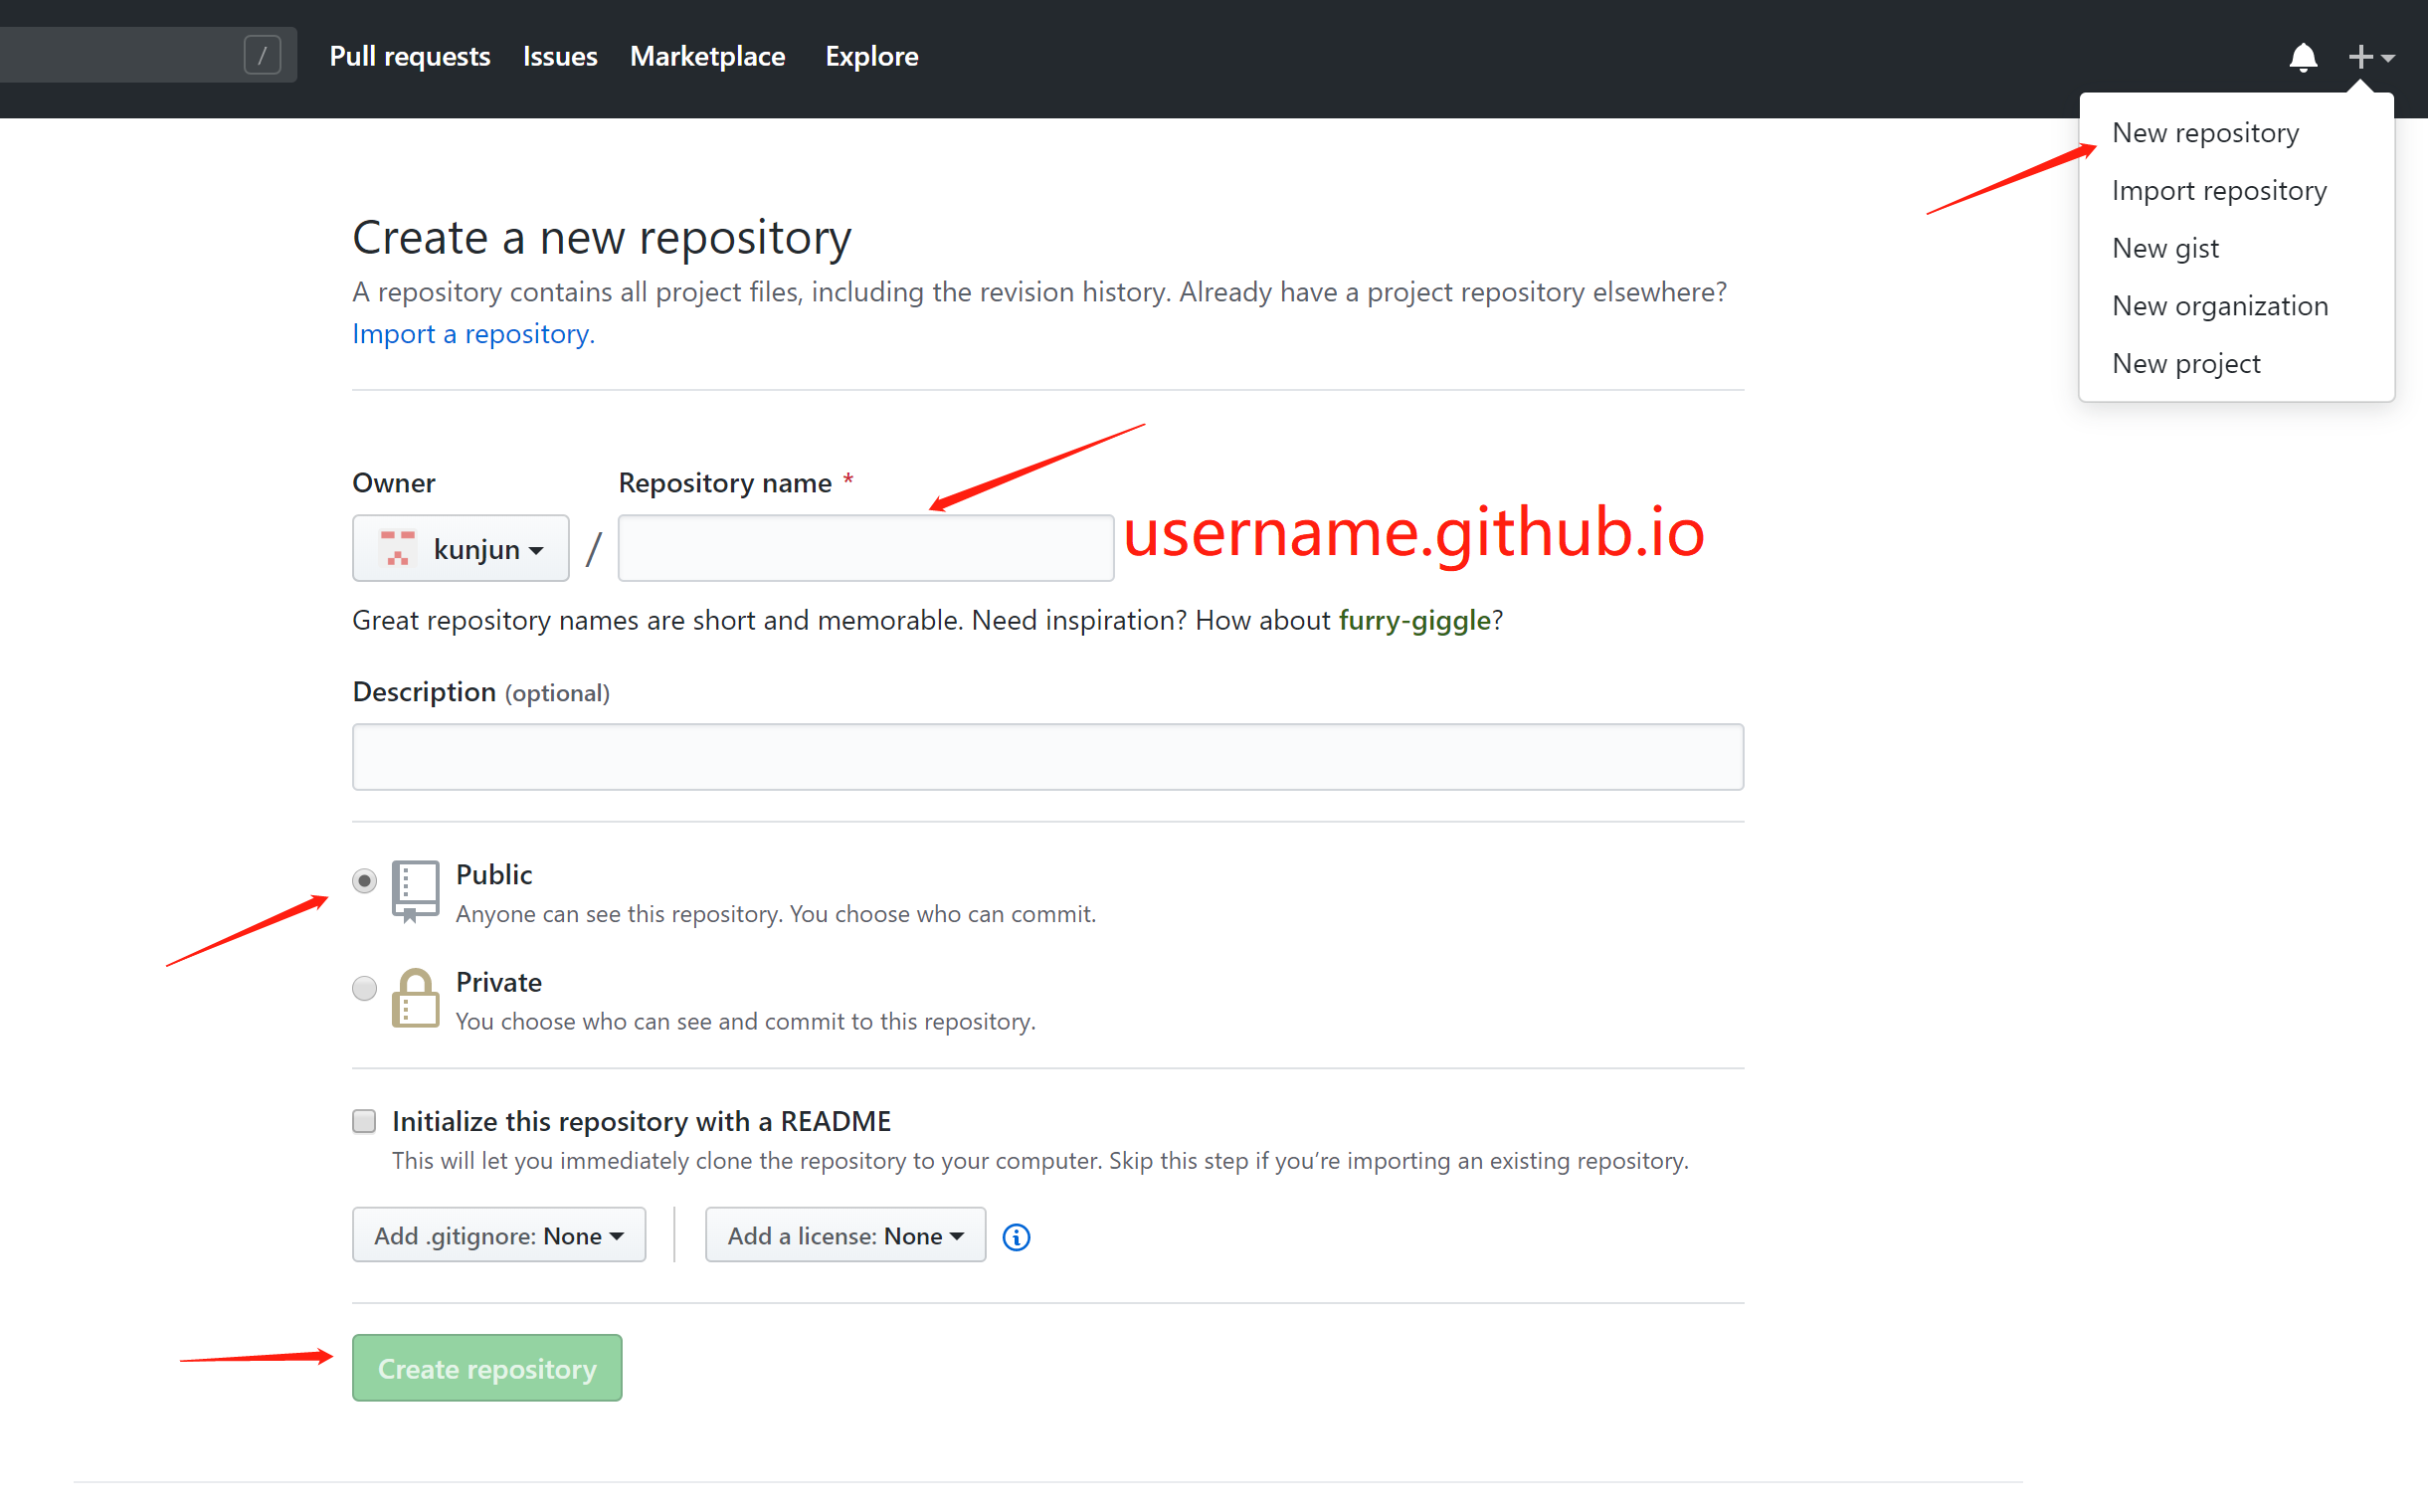 / Pull requests Issues Marketplace Explore
New repository
Import repository
New gist
New organization
New project
Create a new repository
A repository contains all project files, including the revision history. Already have a project repository elsewhere?
Import a repository.
Owner Repository name *
kunjun / username.github.io
Great repository names are short and memorable. Need inspiration? How about furry-giggle?
Description (optional)
Public
Anyone can see this repository. You choose who can commit.
Private
You choose who can see and commit to this repository.
Initialize this repository with a README
This will let you immediately clone the repository to your computer. Skip this step if you’re importing an existing repository.
Add .gitignore: None Add a license: None
Create repository